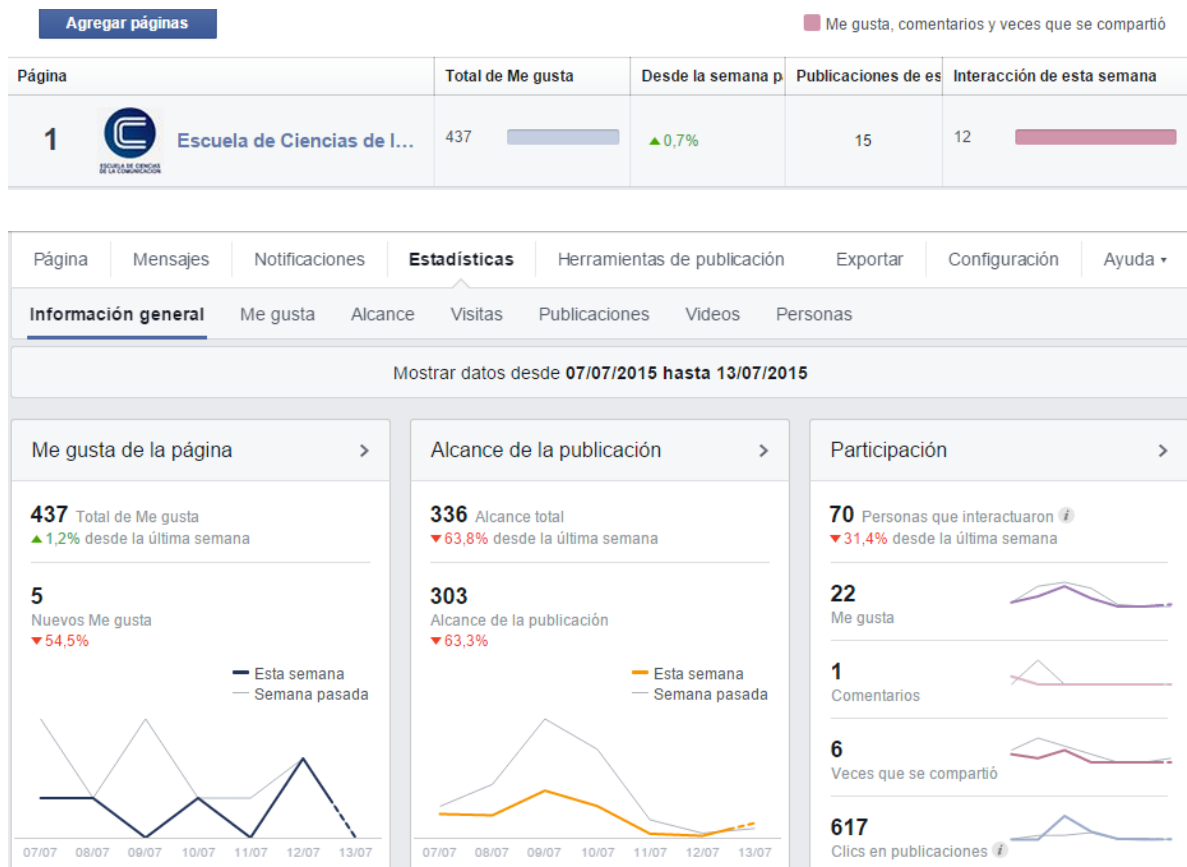 Agregar páginas
Me gusta, comentarios y veces que se compartió
Página Total de Me gusta Desde la semana p Publicaciones de es Interacción de esta semana
1 Escuela de Ciencias de l... 437 0,7% 15 12
ESCUELA DE CIENCIAS
DE LA COMUNICACION
Página Mensajes Notificaciones Estadísticas Herramientas de publicación Exportar Configuración Ayuda
Información general Me gusta Alcance Visitas Publicaciones Videos Personas
Mostrar datos desde 07/07/2015 hasta 13/07/2015
Me gusta de la página
437 Total de Me gusta
1,2% desde la última semana
5
Nuevos Me gusta
54,5%
Esta semana
Semana pasada
07/07 08/07 09/07 10/07 11/07 12/07 13/07
Alcance de la publicación
336 Alcance total
63,8% desde la última semana
303
Alcance de la publicación
63,3%
Esta semana
Semana pasada
07/07 08/07 09/07 10/07 11/07 12/07 13/07
Participación
70 Personas que interactuaron i
31,4% desde la última semana
22
Me gusta
1
Comentarios
6
Veces que se compartió
617
Clics en publicaciones i